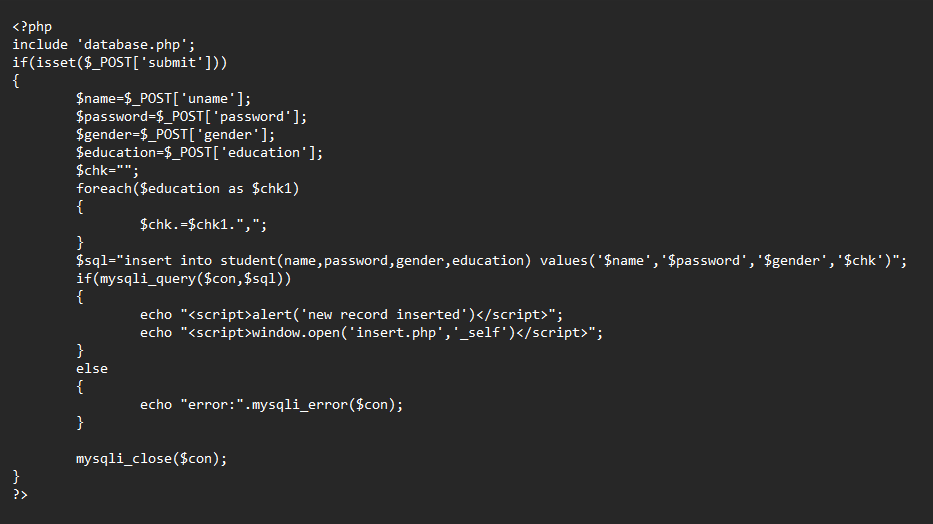 <?php
include 'database.php';
if(isset($_POST['submit']))
{
        $name=$_POST['uname'];
        $password=$_POST['password'];
        $gender=$_POST['gender'];
        $education=$_POST['education'];
        $chk="";
        foreach($education as $chk1)
        {
                $chk.=$chk1.",";
        }
        $sql="insert into student(name,password,gender,education) values('$name','$password','$gender','$chk')";
        if(mysqli_query($con,$sql))
        {
                echo "<script>alert('new record inserted')</script>";
                echo "<script>window.open('insert.php','_self')</script>";
        }
        else
        {
                echo "error:".mysqli_error($con);
        }

        mysqli_close($con);
}
?>